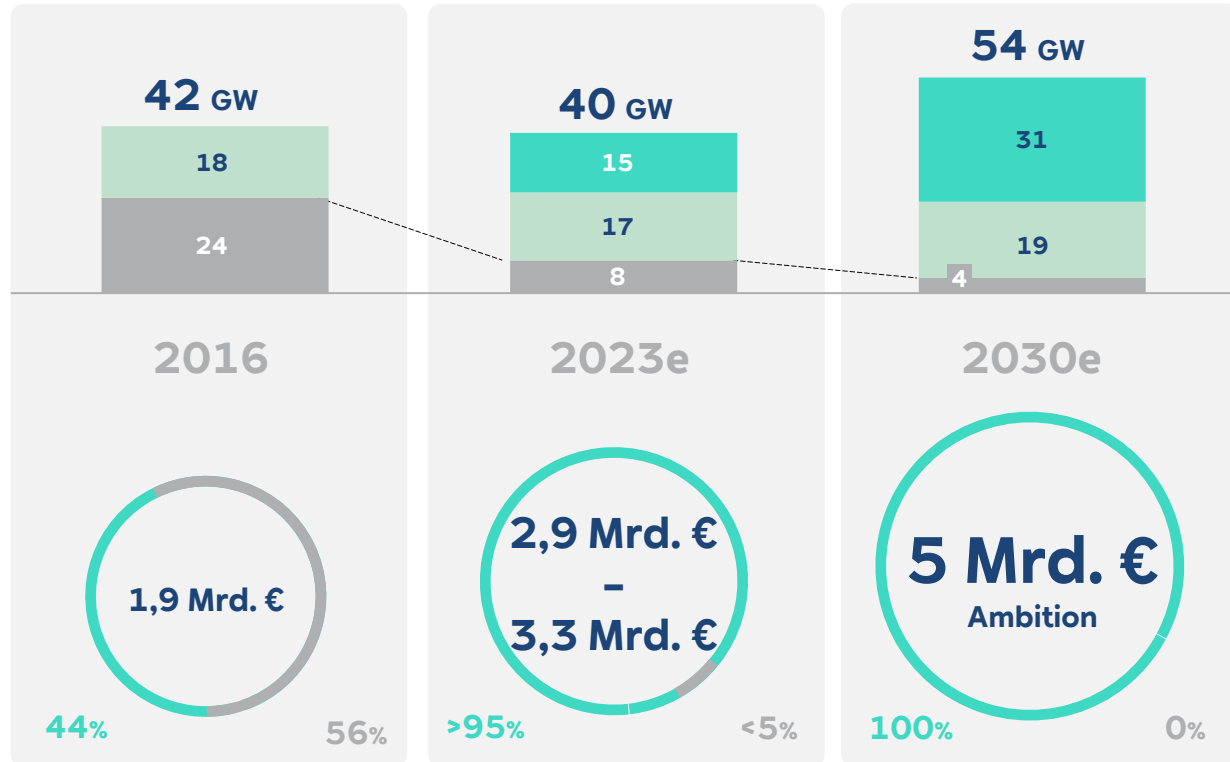 42 GW
18
24
2016
1,9 Mrd. €
44%
56%
40 GW
15
17
8
2023e
2,9 Mrd. €
–
3,3 Mrd. €
>95%
<5%
54 GW
31
19
4
2030e
5 Mrd. €
Ambition
100%
0%